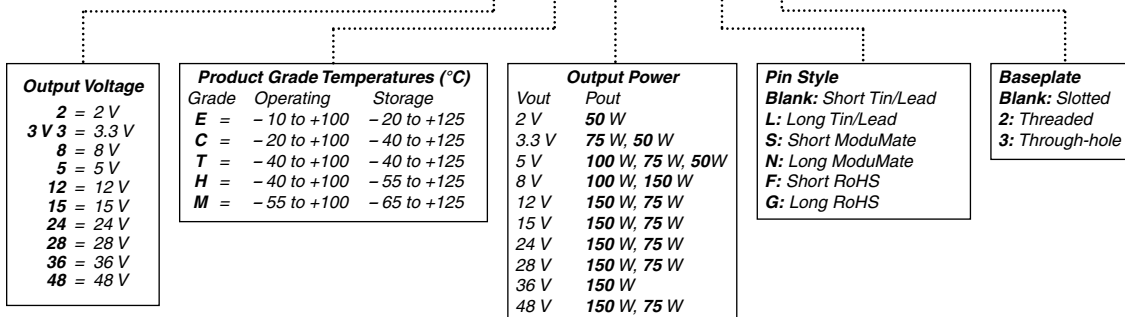 Output Voltage
2 = 2 V
3 V 3 = 3.3 V
8 = 8 V
5 = 5 V
12 = 12 V
15 = 15 V
24 = 24 V
28 = 28 V
36 = 36 V
48 = 48 V
Product Grade Temperatures (°C)
Grade Operating Storage
E = – 10 to +100 – 20 to +125
C = – 20 to +100 – 40 to +125
T = – 40 to +100 – 40 to +125
H = – 40 to +100 – 55 to +125
M = – 55 to +100 – 65 to +125
Output Power
Vout Pout
2 V 50 W
3.3 V 75 W, 50 W
5 V 100 W, 75 W, 50W
8 V 100 W, 150 W
12 V 150 W, 75 W
15 V 150 W, 75 W
24 V 150 W, 75 W
28 V 150 W, 75 W
36 V 150 W
48 V 150 W, 75 W
Pin Style
Blank: Short Tin/Lead
L: Long Tin/Lead
S: Short ModuMate
N: Long ModuMate
F: Short RoHS
G: Long RoHS
Baseplate
Blank: Slotted
2: Threaded
3: Through-hole